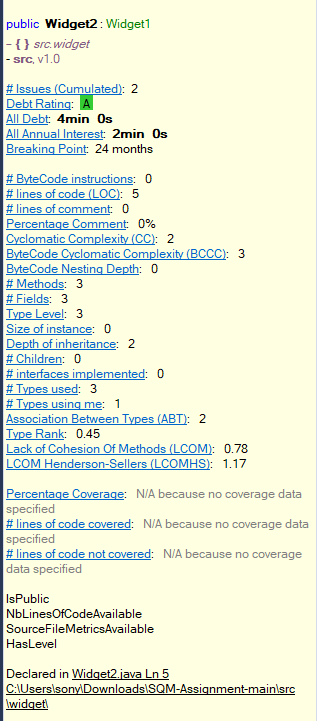 public Widget2 : Widget1
– { } src.widget
- src, v1.0
# Issues (Cumulated): 2
Debt Rating: A
All Debt: 4min 0s
All Annual Interest: 2min 0s
Breaking Point: 24 months
# ByteCode instructions: 0
# lines of code (LOC): 5
# lines of comment: 0
Percentage Comment: 0%
Cyclomatic Complexity (CC): 2
ByteCode Cyclomatic Complexity (BCCC): 3
ByteCode Nesting Depth: 0
# Methods: 3
# Fields: 3
Type Level: 3
Size of instance: 0
Depth of inheritance: 2
# Children: 0
# interfaces implemented: 0
# Types used: 3
# Types using me: 1
Association Between Types (ABT): 2
Type Rank: 0.45
Lack of Cohesion Of Methods (LCOM): 0.78
LCOM Henderson-Sellers (LCOMHS): 1.17
Percentage Coverage: N/A because no coverage data
specified
# lines of code covered: N/A because no coverage data
specified
# lines of code not covered: N/A because no coverage
data specified
IsPublic
NbLinesOfCodeAvailable
SourceFileMetricsAvailable
HasLevel
Declared in Widget2.java Ln 5
C:\Users\sony\Downloads\SQM-Assignment-main\src
\widget\